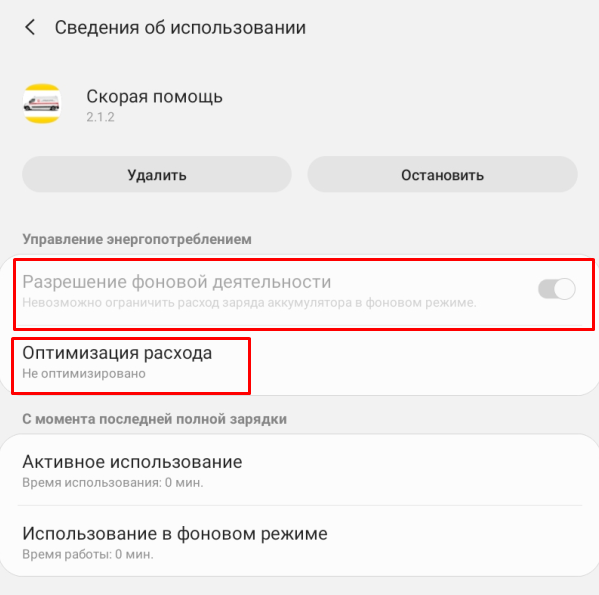 Сведения об использовании
Скорая помощь
2.1.2
Удалить
Остановить
Управление энергопотреблением
Разрешение фоновой деятельности
Невозможно ограничить расход заряда аккумулятора в фоновом режиме.
Оптимизация расхода
Не оптимизировано
С момента последней полной зарядки
Активное использование
Время использования: 0 мин.
Использование в фоновом режиме
Время работы: 0 мин.